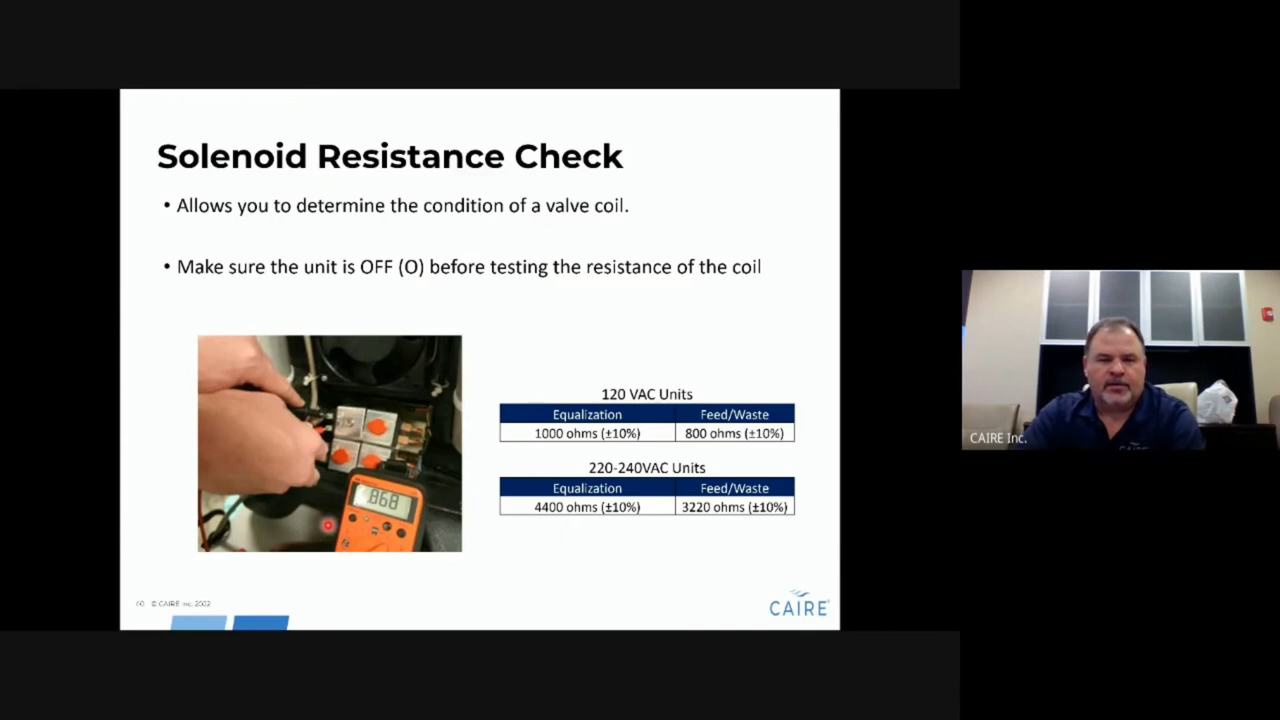 Solenoid Resistance Check
• Allows you to determine the condition of a valve coil.
• Make sure the unit is OFF (O) before testing the resistance of the coil
.868
120 VAC Units
Equalization Feed/Waste
1000 ohms (±10%) 800 ohms (±10%)
220-240VAC Units
Equalization Feed/Waste
4400 ohms (±10%) 3220 ohms (±10%)
60 © CAIRE Inc. 2002
CAIRE
CAIRE Inc.